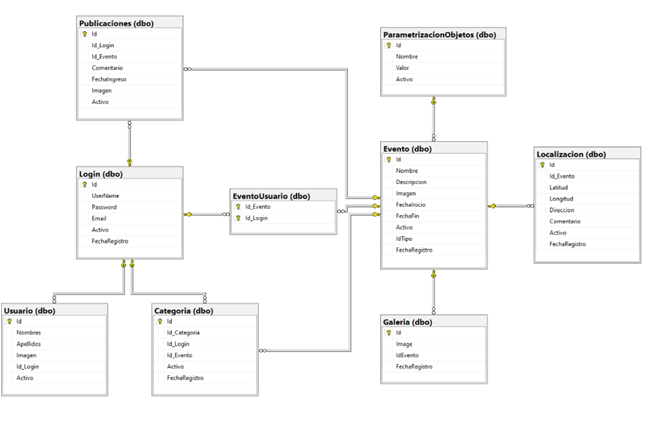 Publicaciones (dbo)
Id
Id_Login
Id_Evento
Comentario
FechaIngreso
Imagen
Activo
ParametrizacionObjetos (dbo)
Id
Nombre
Valor
Activo
Login (dbo)
Id
UserName
Password
Email
Activo
FechaRegistro
EventoUsuario (dbo)
Id_Evento
Id_Login
Evento (dbo)
Id
Nombre
Descripcion
Imagen
FechaInicio
FechaFin
Activo
IdTipo
FechaRegistro
Localizacion (dbo)
Id
Id_Evento
Latitud
Longitud
Direccion
Comentario
Activo
FechaRegistro
Usuario (dbo)
Id
Nombres
Apellidos
Imagen
Id_Login
Activo
Categoria (dbo)
Id
Id_Categoria
Id_Login
Id_Evento
Activo
FechaRegistro
Galeria (dbo)
Id
Image
IdEvento
FechaRegistro